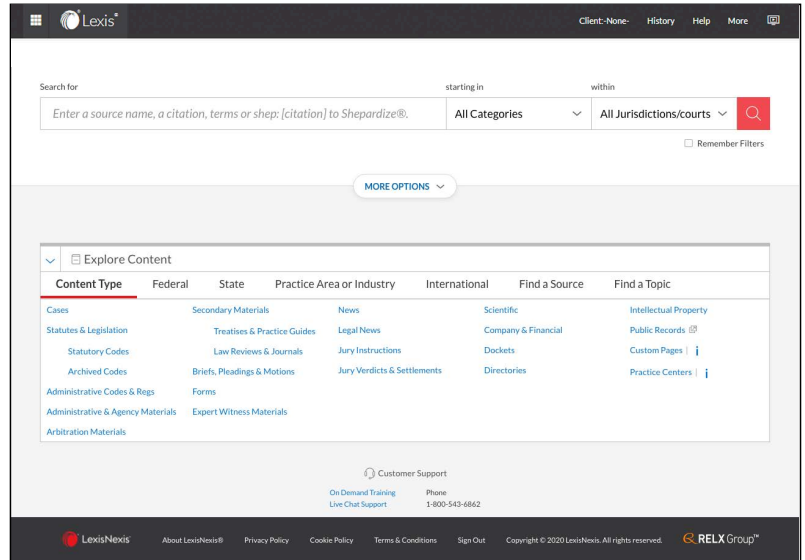 Lexis® Client:-None- History Help More
Search for starting in within
Enter a source name, a citation, terms or shep: [citation] to Shepardize®. All Categories All Jurisdictions/courts
Remember Filters
MORE OPTIONS
Explore Content
Content Type Federal State Practice Area or Industry International Find a Source Find a Topic
Cases Secondary Materials News Scientific Intellectual Property
Statutes & Legislation Treatises & Practice Guides Legal News Company & Financial Public Records
Statutory Codes Law Reviews & Journals Jury Instructions Dockets Custom Pages | i
Archived Codes Briefs, Pleadings & Motions Jury Verdicts & Settlements Directories Practice Centers | i
Administrative Codes & Regs Forms
Administrative & Agency Materials Expert Witness Materials
Arbitration Materials
Customer Support
On Demand Training Phone
Live Chat Support 1-800-543-6862
LexisNexis® About LexisNexis® Privacy Policy Cookie Policy Terms & Conditions Sign Out Copyright © 2020 LexisNexis. All rights reserved. RELX Group™